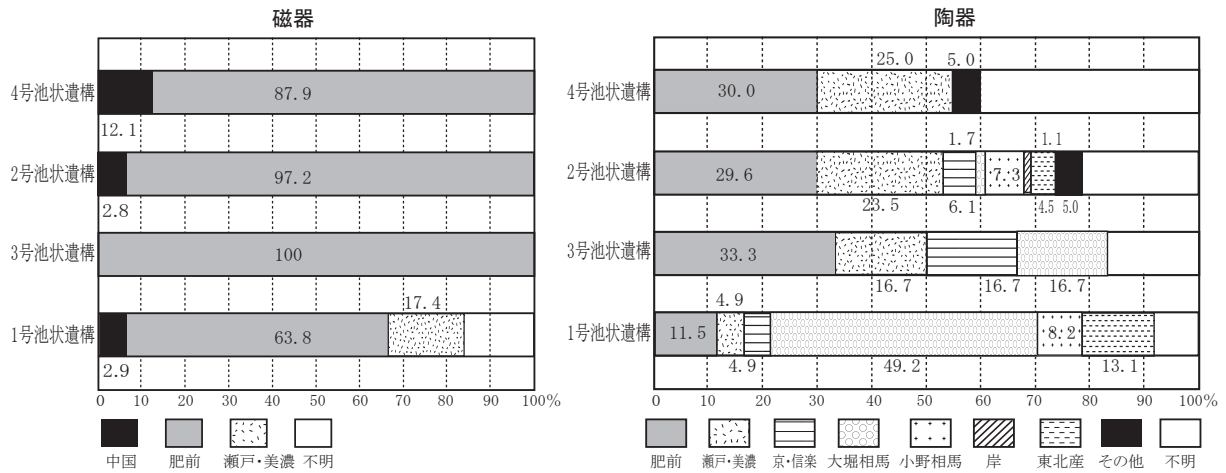 磁器
4号池状遺構
87.9
12.1
2号池状遺構
97.2
2.8
3号池状遺構
100
17.4
1号池状遺構
63.8
2.9
0 10 20 30 40 50 60 70 80 90 100%
中国 肥前 瀬戸・美濃 不明
陶器
25.0 5.0
4号池状遺構
30.0
1.7 1.1
2号池状遺構
29.6 7.3
23.5 6.1 4.5 5.0
3号池状遺構
33.3
16.7 16.7 16.7
4.9
1号池状遺構
11.5 8.2
4.9 49.2 13.1
0 10 20 30 40 50 60 70 80 90 100%
肥前 瀬戸・美濃 京・信楽 大堀相馬 小野相馬 岸 東北産 その他 不明